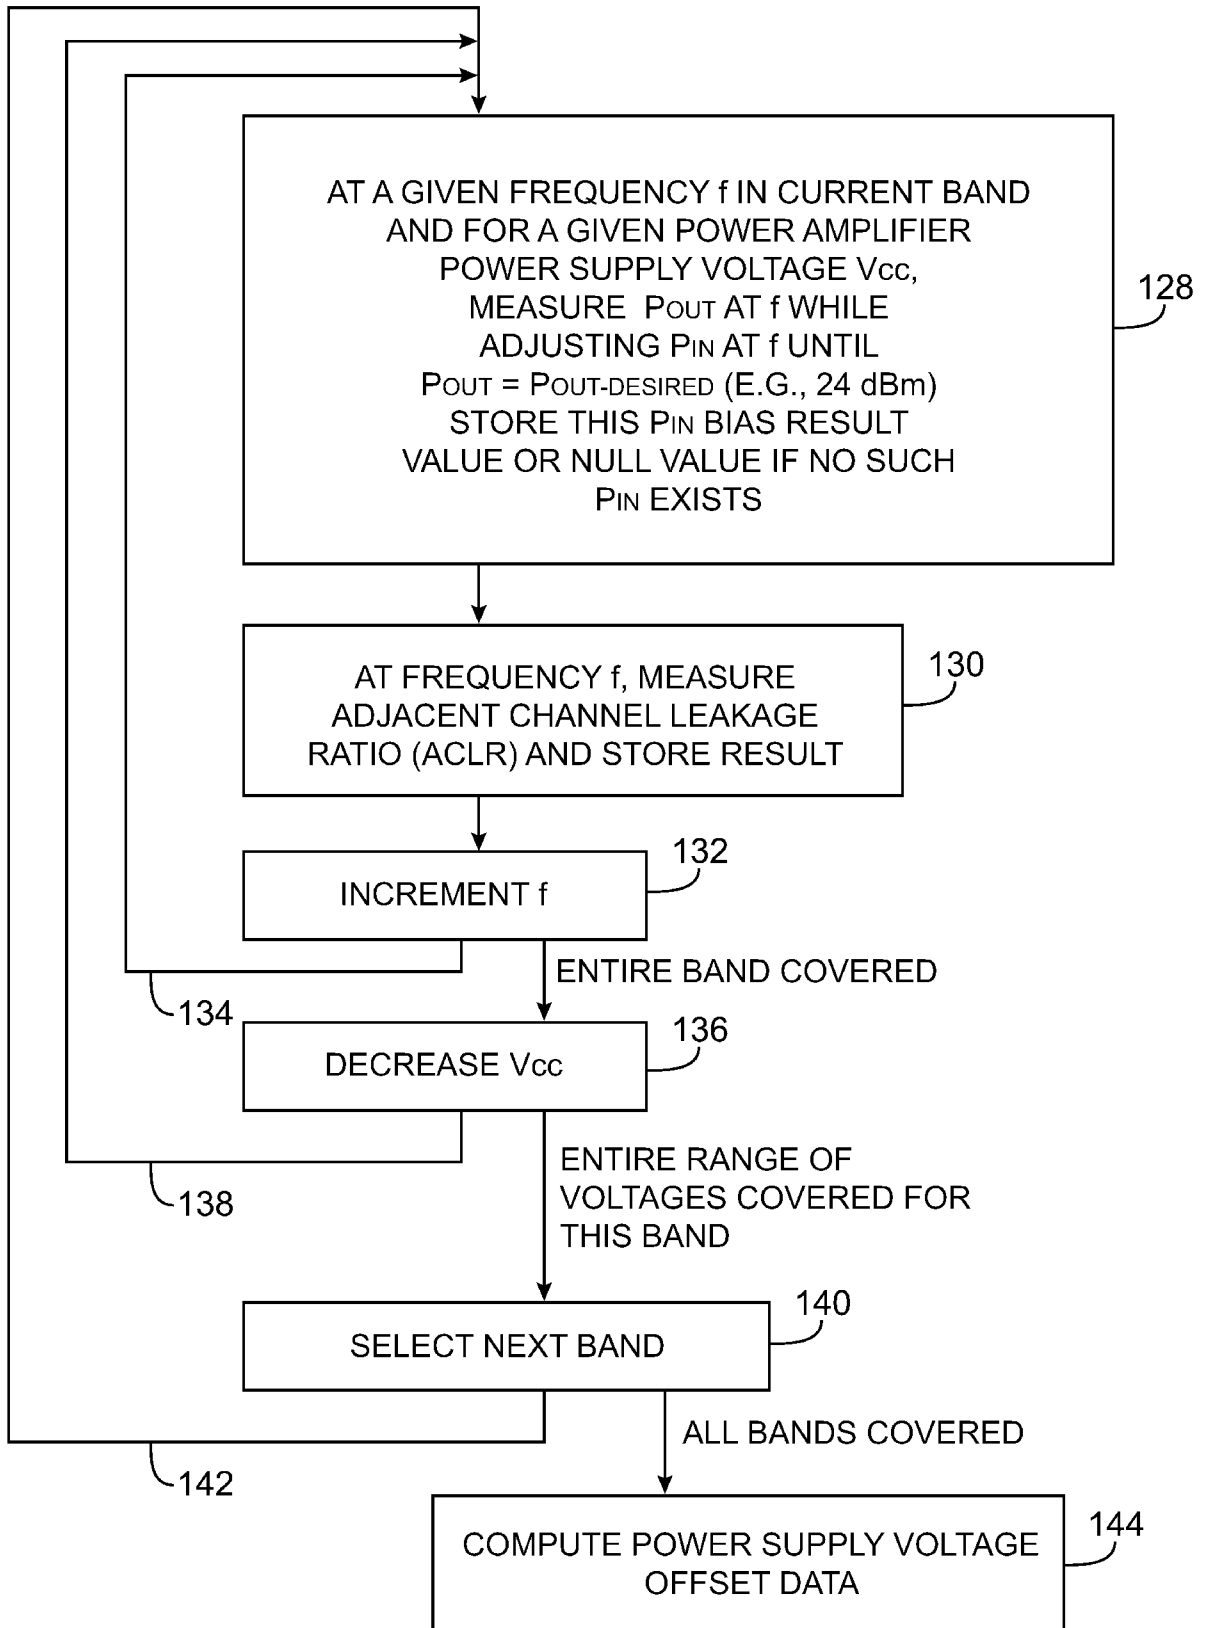 AT A GIVEN FREQUENCY f IN CURRENT BAND
AND FOR A GIVEN POWER AMPLIFIER
POWER SUPPLY VOLTAGE Vcc,
MEASURE POUT AT f WHILE
ADJUSTING PIN AT f UNTIL
POUT = POUT-DESIRED (E.G., 24 dBm)
STORE THIS PIN BIAS RESULT
VALUE OR NULL VALUE IF NO SUCH
PIN EXISTS
128
AT FREQUENCY f, MEASURE
ADJACENT CHANNEL LEAKAGE
RATIO (ACLR) AND STORE RESULT
130
INCREMENT f
132
ENTIRE BAND COVERED
134
DECREASE Vcc
136
ENTIRE RANGE OF
VOLTAGES COVERED FOR
THIS BAND
138
SELECT NEXT BAND
140
ALL BANDS COVERED
142
COMPUTE POWER SUPPLY VOLTAGE
OFFSET DATA
144